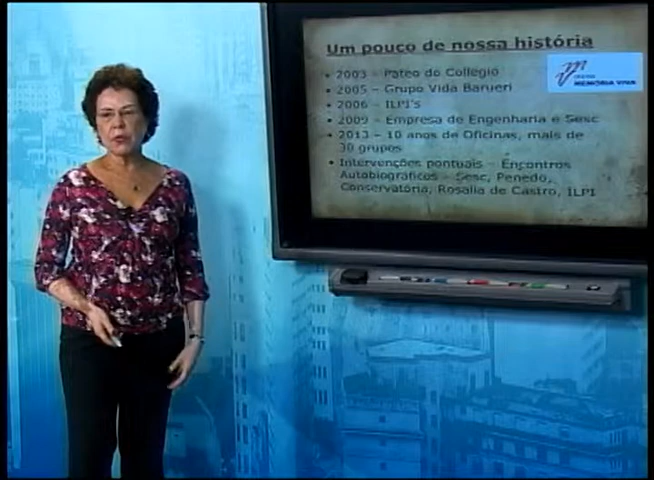 Um pouco de nossa história
• 2003 – Pateo do Collegio
• 2005 – Grupo Vida Barueri
• 2006 – ILPI's
• 2009 – Empresa de Engenharia e Sesc
• 2013 – 10 anos de Oficinas, mais de
30 grupos
• Intervenções pontuais – Encontros
Autobiográficos – Sesc, Penedo,
Conservatória, Rosalia de Castro, ILPI
OFICINA
MEMÓRIA VIVA